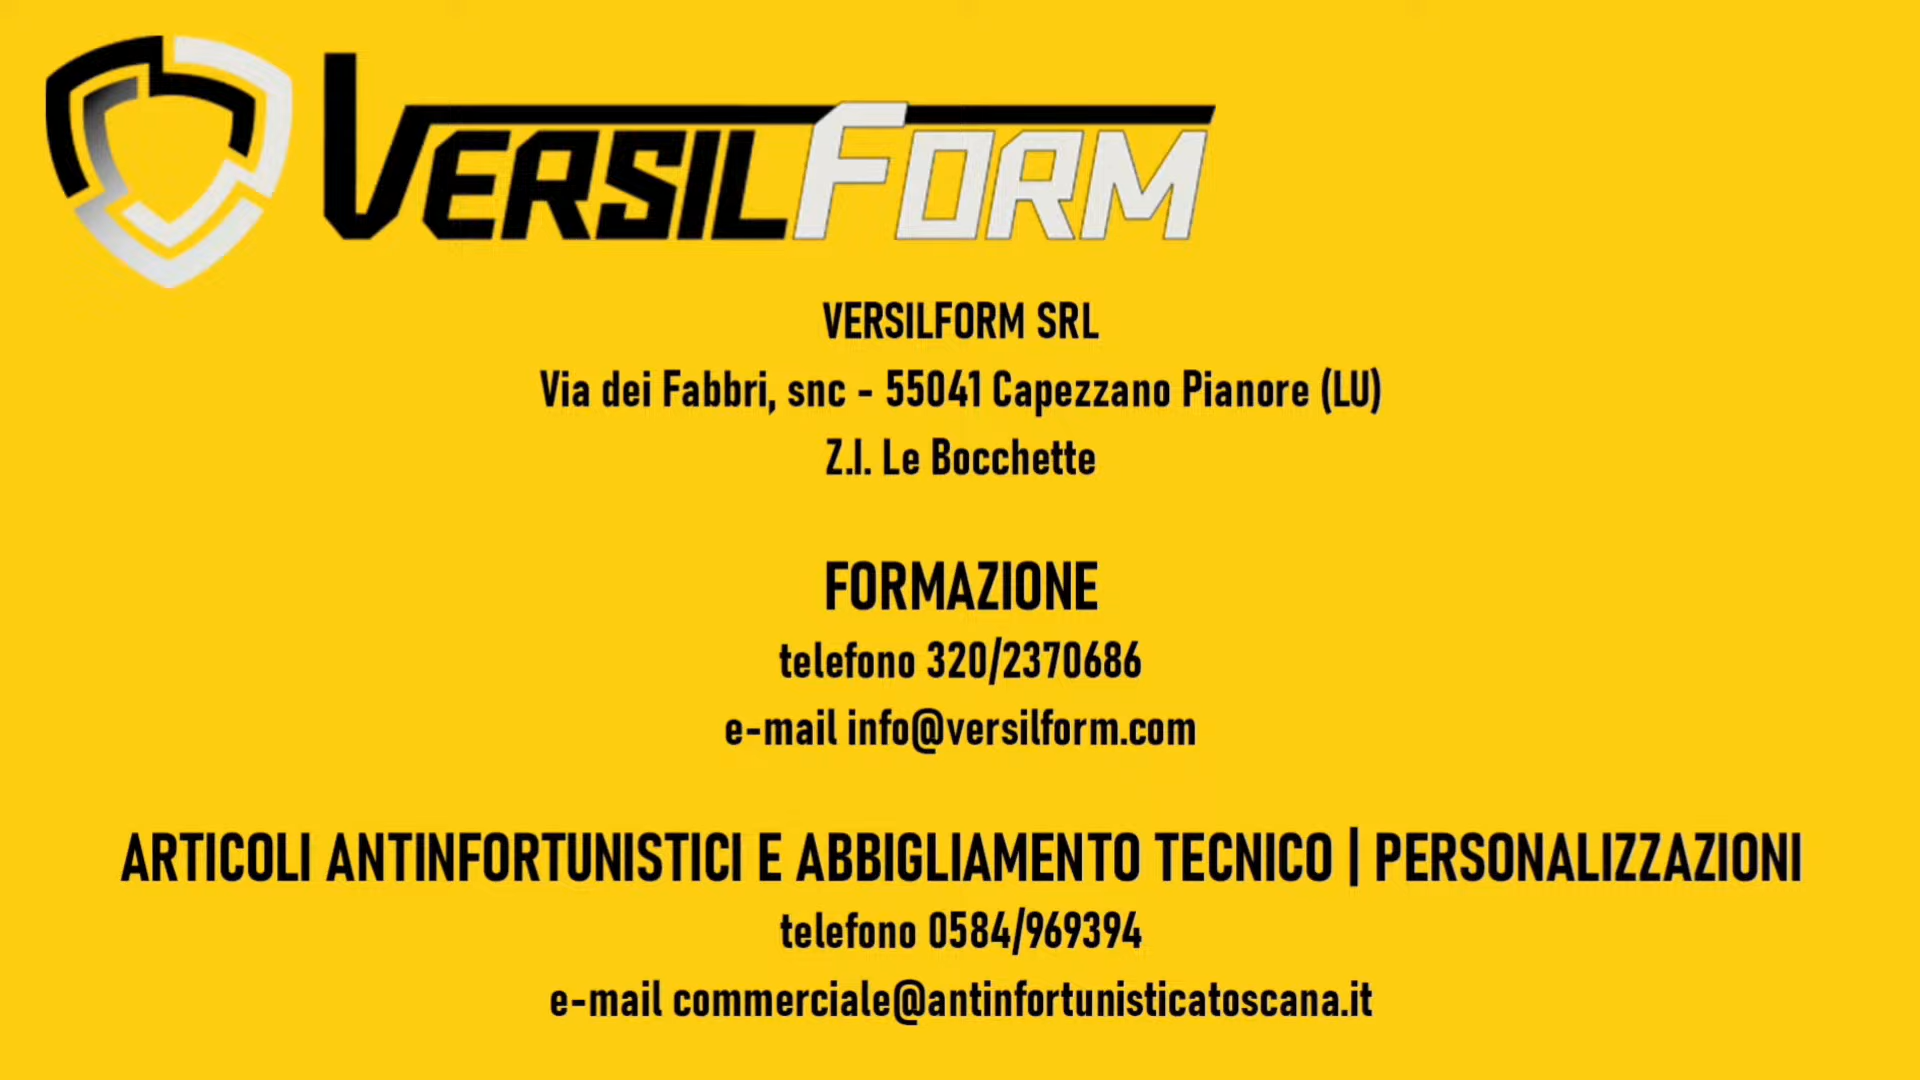 VERSILFORM
VERSILFORM SRL
Via dei Fabbri, snc - 55041 Capezzano Pianore (LU)
Z.I. Le Bocchette
FORMAZIONE
telefono 320/2370686
e-mail info@versilform.com
ARTICOLI ANTINFORTUNISTICI E ABBIGLIAMENTO TECNICO | PERSONALIZZAZIONI
telefono 0584/969394
e-mail commerciale@antinfortunisticatoscana.it